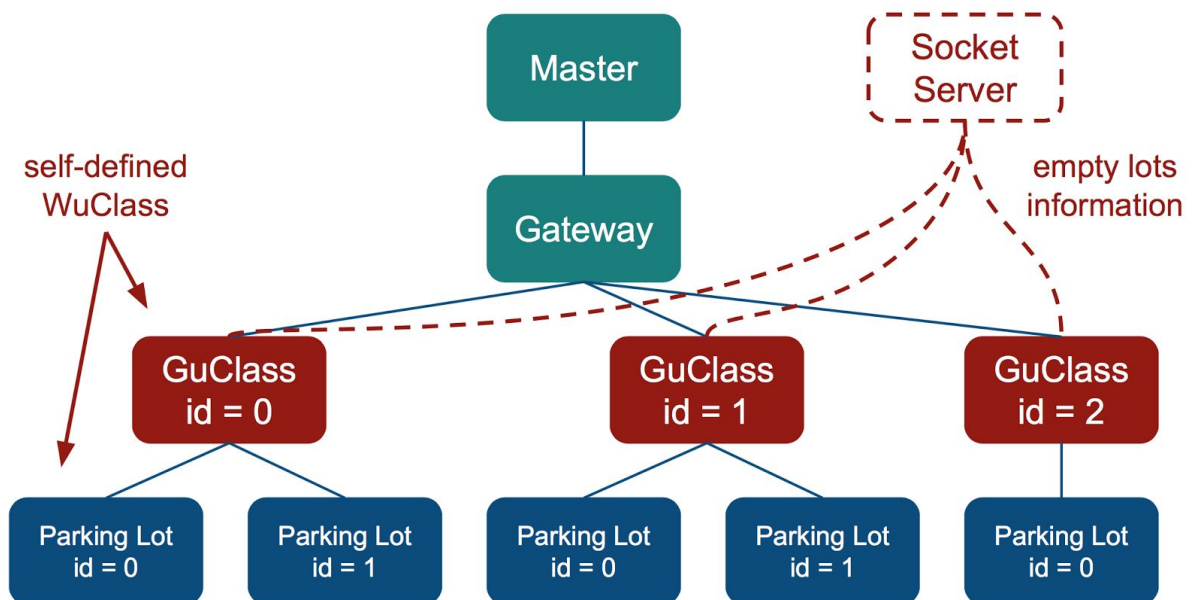 Master
Socket
Server
self-defined
WuClass
Gateway
empty lots
information
GuClass
id = 0
GuClass
id = 1
GuClass
id = 2
Parking Lot
id = 0
Parking Lot
id = 1
Parking Lot
id = 0
Parking Lot
id = 1
Parking Lot
id = 0